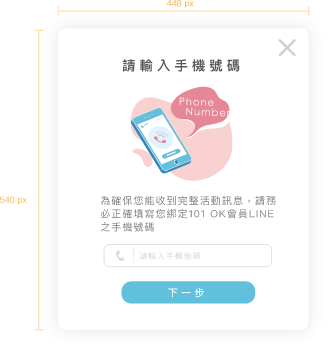 448 px
540 px
請輸入手機號碼
Phone
Number
為確保您能收到完整活動訊息，請務
必正確填寫您綁定101 OK會員LINE
之手機號碼
請輸入手機號碼
下一步